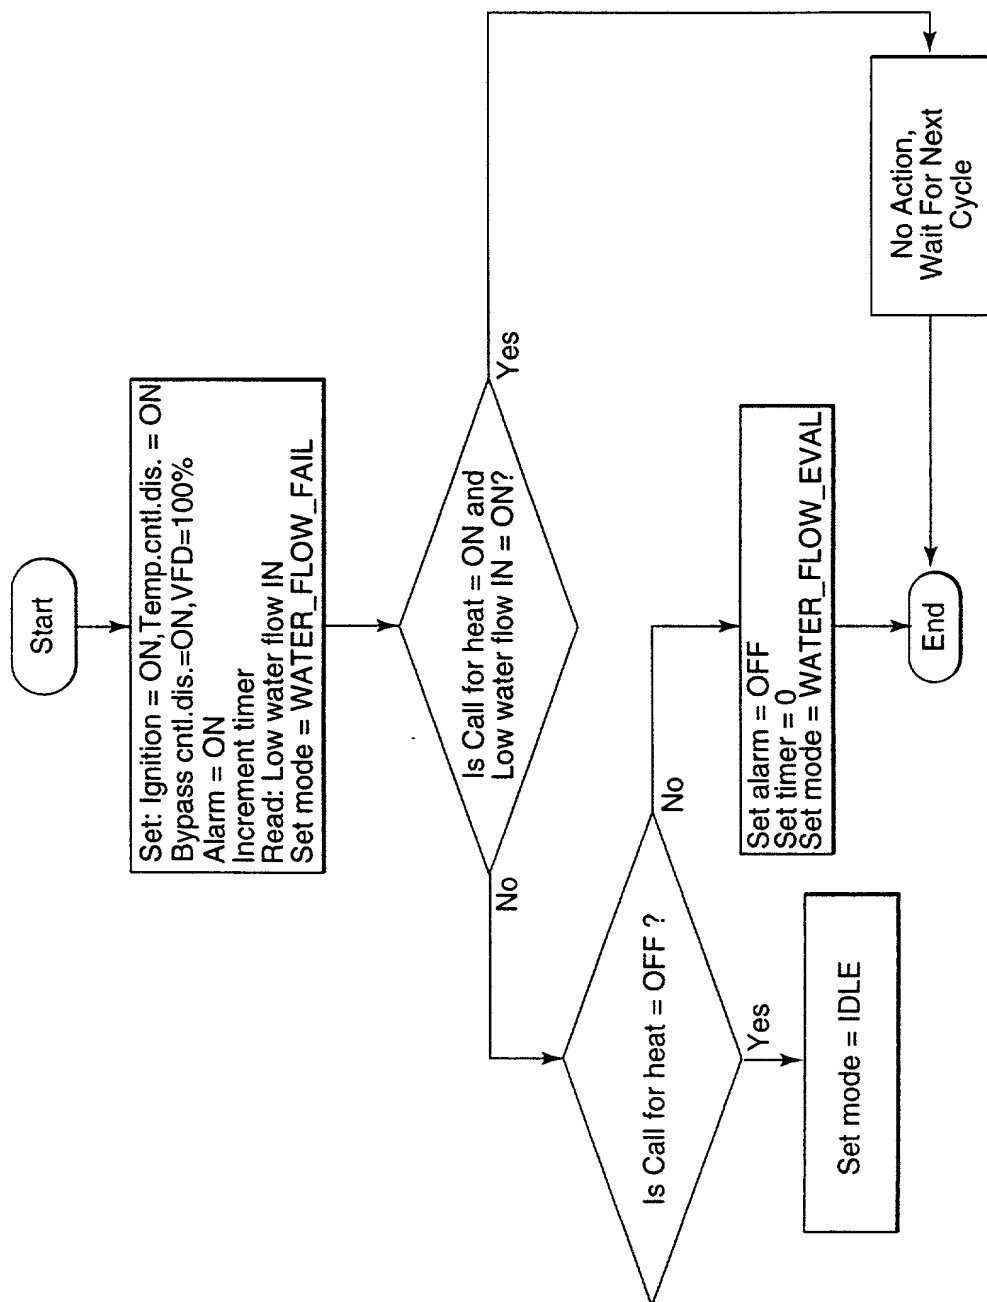 Start
Set: Ignition = ON,Temp.cntl.dis. = ON
Bypass cntl.dis.=ON,VFD=100%
Alarm = ON
Increment timer
Read: Low water flow IN
Set mode = WATER_FLOW_FAIL
Is Call for heat = ON and
Low water flow IN = ON?
No
Yes
Is Call for heat = OFF ?
No
Yes
Set alarm = OFF
Set timer = 0
Set mode = WATER_FLOW_EVAL
Set mode = IDLE
No Action,
Wait For Next
Cycle
End